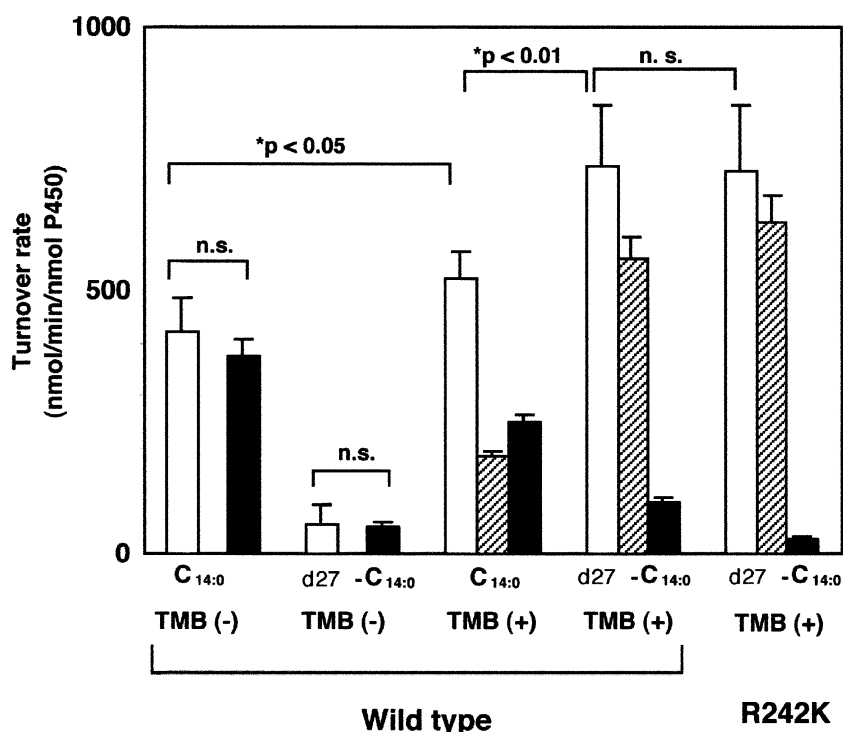 1000
*p < 0.01
n. s.
*p < 0.05
n.s.
500
n.s.
0
Turnover rate
(nmol/min/nmol P450)
C14:0
d27 -C14:0
C14:0
d27 -C14:0
d27 -C14:0
TMB (-)
TMB (-)
TMB (+)
TMB (+)
TMB (+)
Wild type
R242K